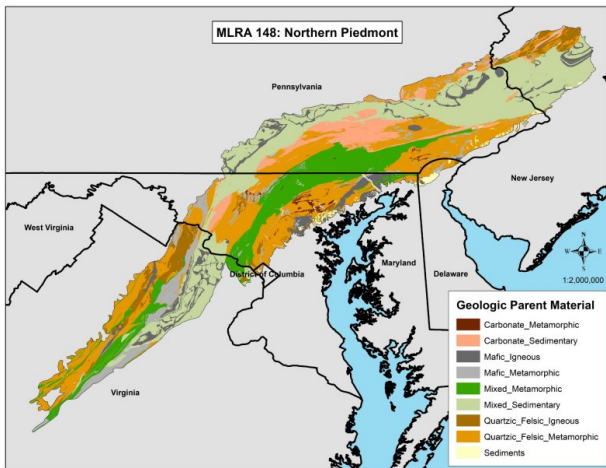 MLRA 148: Northern Piedmont
Pennsylvania
New Jersey
West Virginia
District of Columbia
Maryland
Delaware
Virginia
N
W E
S
1:2,000,000
Geologic Parent Material
Carbonate_Metamorphic
Carbonate_Sedimentary
Mafic_Igneous
Mafic_Metamorphic
Mixed_Metamorphic
Mixed_Sedimentary
Quartzic_Felsic_Igneous
Quartzic_Felsic_Metamorphic
Sediments